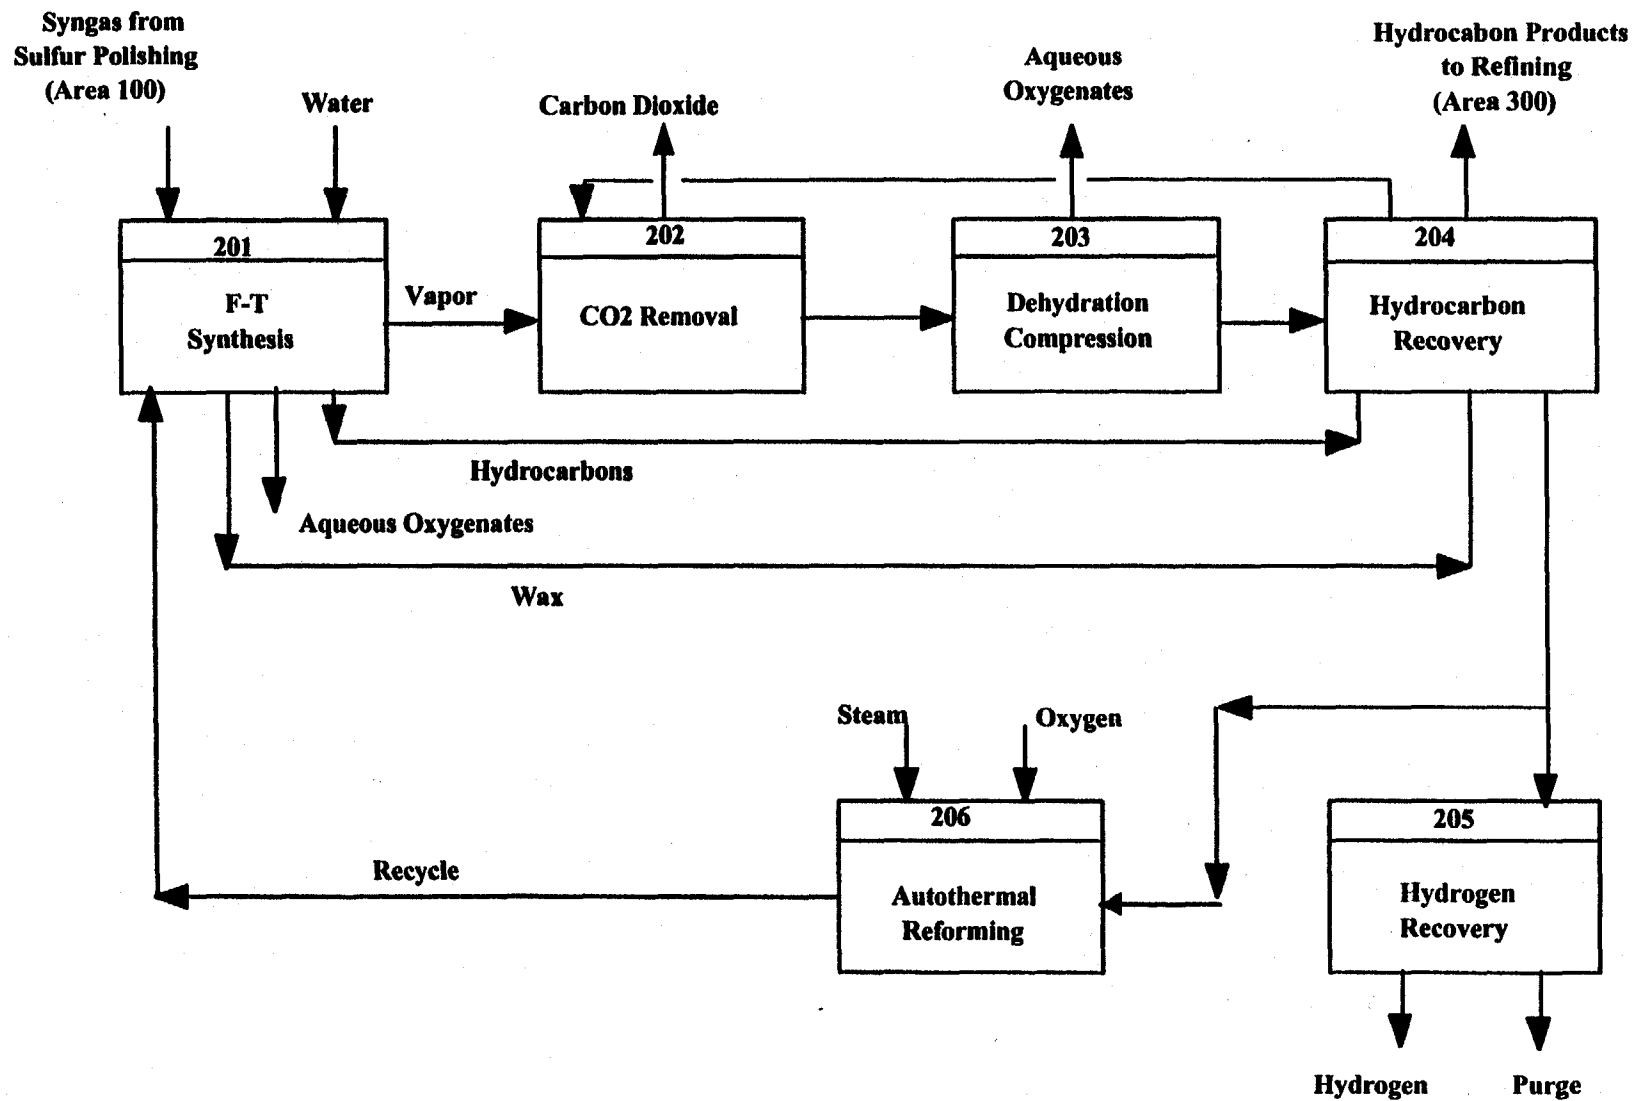 Syngas from
Sulfur Polishing
(Area 100)
Water
Carbon Dioxide
Aqueous
Oxygenates
Hydrocabon Products
to Refining
(Area 300)
201
F-T
Synthesis
Vapor
202
CO2 Removal
203
Dehydration
Compression
204
Hydrocarbon
Recovery
Hydrocarbons
Aqueous Oxygenates
Wax
Steam
Oxygen
206
Autothermal
Reforming
Recycle
205
Hydrogen
Recovery
Hydrogen
Purge